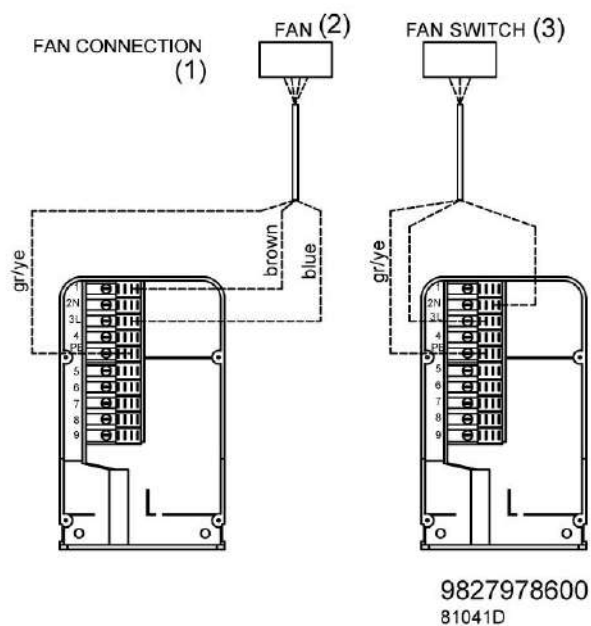 FAN CONNECTION
(1)
FAN (2)
FAN SWITCH (3)
gr/ye
brown
blue
gr/ye
1
2N
3L
4
PE
5
6
7
8
9
1
2N
3L
4
PE
5
6
7
8
9
9827978600
81041D